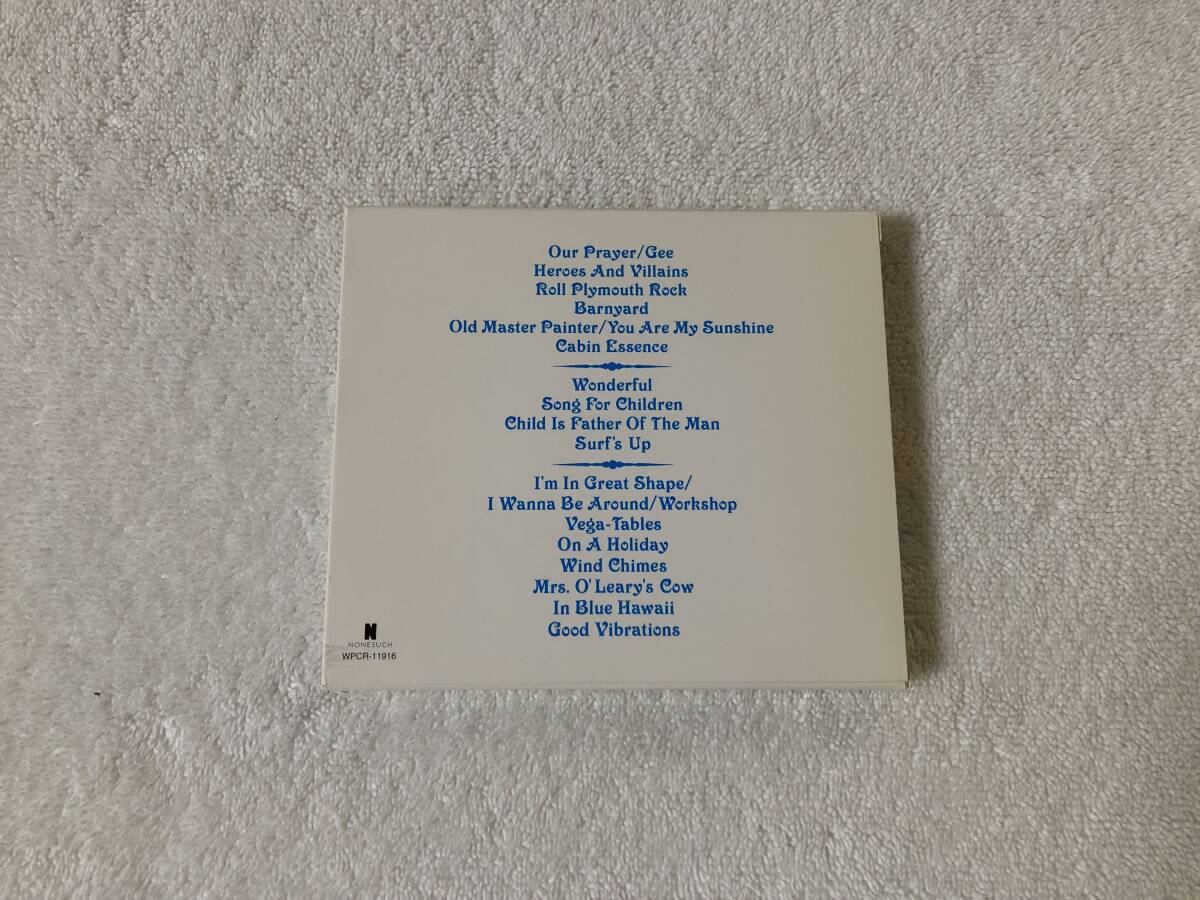 Our Prayer/Gee
Heroes And Villains
Roll Plymouth Rock
Barnyard
Old Master Painter/You Are My Sunshine
Cabin Essence
Wonderful
Song For Children
Child Is Father Of The Man
Surf's Up
I'm In Great Shape/
I Wanna Be Around/Workshop
Vega-Tables
On A Holiday
Wind Chimes
Mrs. O'Leary's Cow
In Blue Hawaii
Good Vibrations
N
NONESUCH
WPCR-11916